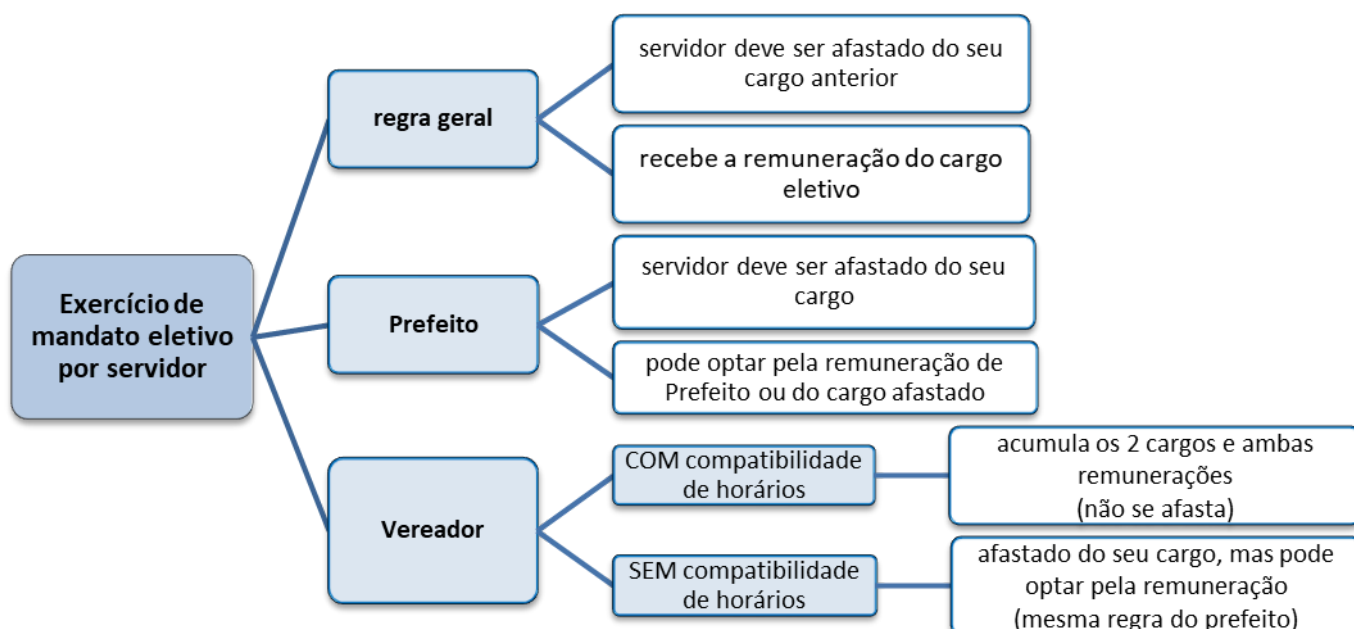 Exercício de
mandato eletivo
por servidor
regra geral
servidor deve ser afastado do seu
cargo anterior
recebe a remuneração do cargo
eletivo
Prefeito
servidor deve ser afastado do seu
cargo
pode optar pela remuneração de
Prefeito ou do cargo afastado
Vereador
COM compatibilidade
de horários
acumula os 2 cargos e ambas
remunerações
(não se afasta)
SEM compatibilidade
de horários
afastado do seu cargo, mas pode
optar pela remuneração
(mesma regra do prefeito)